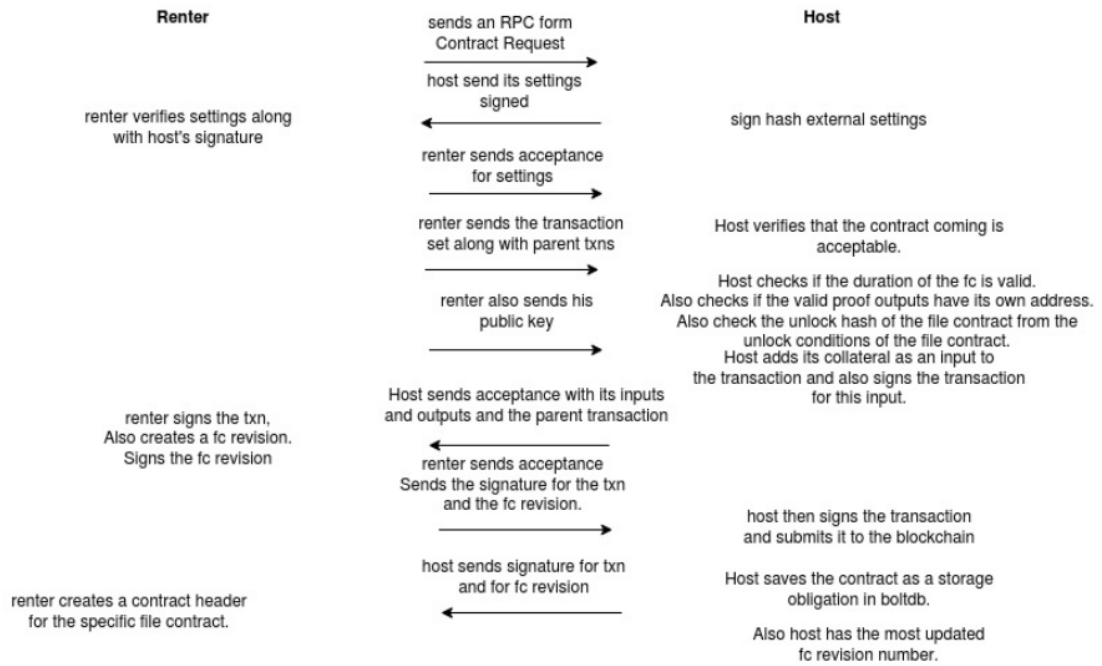 Renter
Host
sends an RPC form
Contract Request
host send its settings
signed
renter verifies settings along
with host's signature
sign hash external settings
renter sends acceptance
for settings
renter sends the transaction
set along with parent txns
Host verifies that the contract coming is
acceptable.
renter also sends his
public key
Host checks if the duration of the fc is valid.
Also checks if the valid proof outputs have its own address.
Also check the unlock hash of the file contract from the
unlock conditions of the file contract.
Host adds its collateral as an input to
the transaction and also signs the transaction
for this input.
Host sends acceptance with its inputs
and outputs and the parent transaction
renter signs the txn,
Also creates a fc revision.
Signs the fc revision
renter sends acceptance
Sends the signature for the txn
and the fc revision.
host then signs the transaction
and submits it to the blockchain
host sends signature for txn
and for fc revision
Host saves the contract as a storage
obligation in boltdb.
renter creates a contract header
for the specific file contract.
Also host has the most updated
fc revision number.